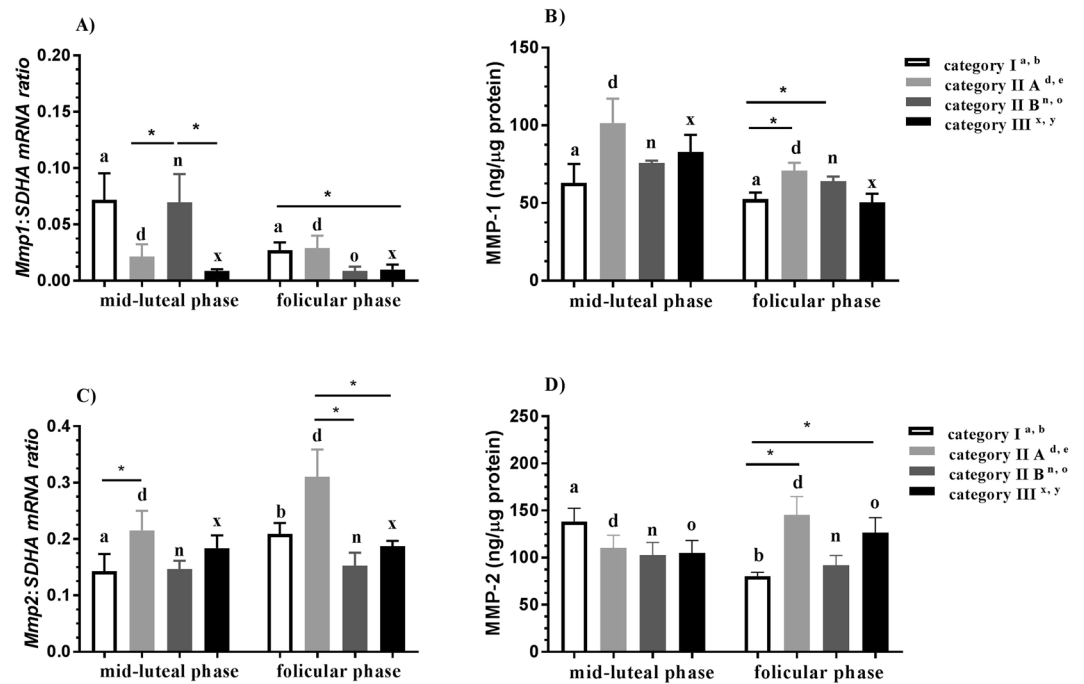 A)
Mmp1:SDHA mRNA ratio
0.20
0.15
0.10
0.05
0.00
a
d
*
n
*
x
a
d
*
o
x
mid-luteal phase
folicular phase
B)
MMP-1 (ng/μg protein)
150
100
50
0
a
d
n
x
*
*
a
d
n
x
mid-luteal phase
folicular phase
category I a, b
category II A d, e
category II B n, o
category III x, y
C)
Mmp2:SDHA mRNA ratio
0.4
0.3
0.2
0.1
0.0
*
a
d
n
x
*
*
b
d
n
x
mid-luteal phase
folicular phase
D)
MMP-2 (ng/μg protein)
250
200
150
100
50
0
a
d
n
o
*
*
b
d
n
o
mid-luteal phase
folicular phase
category I a, b
category II A d, e
category II B n, o
category III x, y